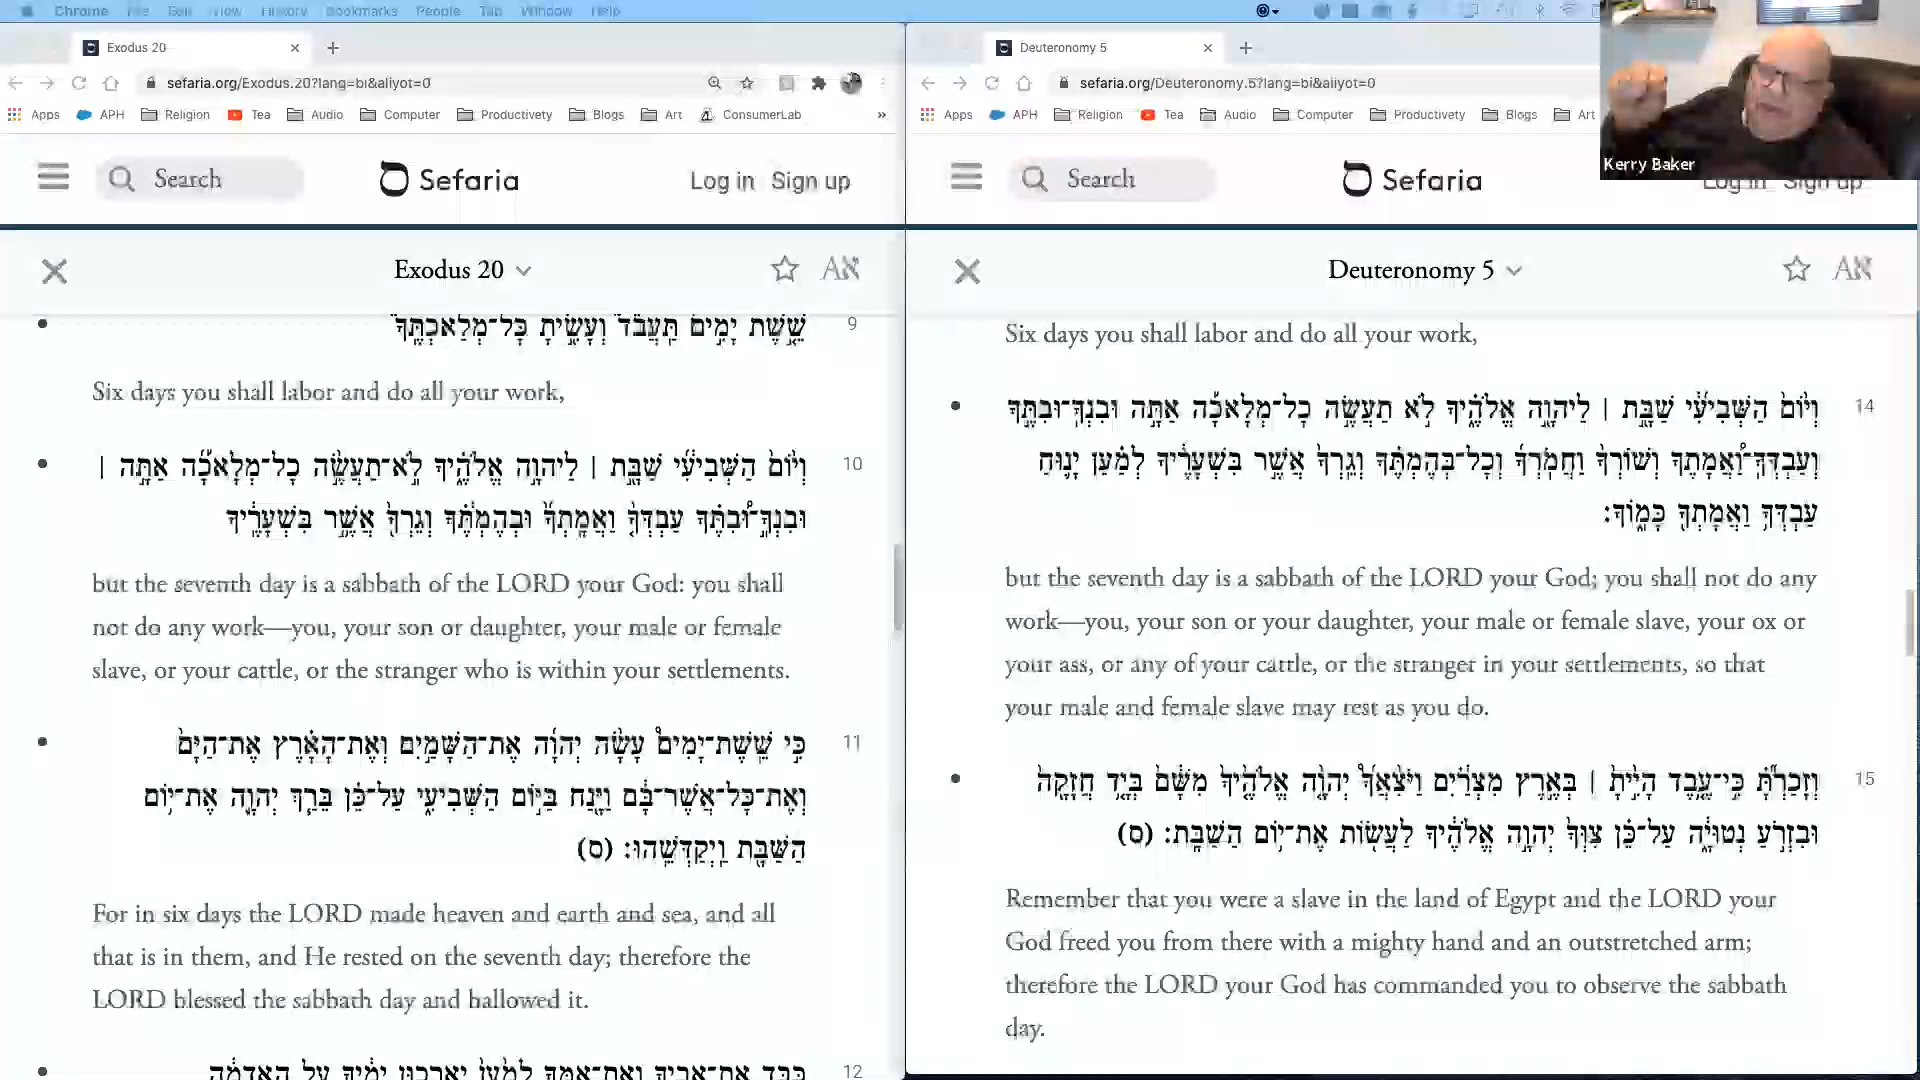 Chrome File Edit View History Bookmarks People Tab Window Help
Exodus 20
sefaria.org/Exodus.20?lang=bi&aliyot=0
Apps APH Religion Tea Audio Computer Productivity Blogs Art ConsumerLab »
Search Sefaria Log in Sign up
Exodus 20
שֵׁ֤שֶׁת יָמִים֙ תַּֽעֲבֹד֮ וְעָשִׂ֣יתָ כׇּל־מְלַאכְתֶּךָ֒ 9
Six days you shall labor and do all your work,
וְי֨וֹם הַשְּׁבִיעִ֜י שַׁבָּ֣ת ׀ לַיהוָ֣ה אֱלֹהֶ֗יךָ לֹֽא־תַעֲשֶׂ֣ה כׇל־מְלָאכָ֡ה אַתָּ֣ה ׀ 10
וּבִנְךָֽ־וּ֠בִתֶּ֗ךָ עַבְדְּךָ֤ וַאֲמָֽתְךָ֙ וּבְהֶמְתֶּ֔ךָ וְגֵרְךָ֖ אֲשֶׁ֥ר בִּשְׁעָרֶֽיךָ
but the seventh day is a sabbath of the LORD your God: you shall
not do any work—you, your son or daughter, your male or female
slave, or your cattle, or the stranger who is within your settlements.
כִּ֣י שֵֽׁשֶׁת־יָמִים֩ עָשָׂ֨ה יְהוָ֜ה אֶת־הַשָּׁמַ֣יִם וְאֶת־הָאָ֗רֶץ אֶת־הַיָּם֙ 11
וְאֶת־כׇּל־אֲשֶׁר־בָּ֔ם וַיָּ֖נַח בַּיּ֣וֹם הַשְּׁבִיעִ֑י עַל־כֵּ֗ן בֵּרַ֧ךְ יְהוָ֛ה אֶת־י֥וֹם
הַשַּׁבָּ֖ת וַֽיְקַדְּשֵֽׁהוּ׃ (ס)
For in six days the LORD made heaven and earth and sea, and all
that is in them, and He rested on the seventh day; therefore the
LORD blessed the sabbath day and hallowed it.
כַּבֵּ֥ד אֶת־אָבִ֖יךָ וְאֶת־אִמֶּ֑ךָ לְמַ֙עַן֙ יַאֲרִכ֣וּן יָמֶ֔יךָ עַ֚ל הָאֲדָמָ֔ה 12
Deuteronomy 5
sefaria.org/Deuteronomy.5?lang=bi&aliyot=0
Apps APH Religion Tea Audio Computer Productivity Blogs Art
Kerry Baker
Search Sefaria Log in Sign up
Deuteronomy 5
Six days you shall labor and do all your work,
וְי֨וֹם הַשְּׁבִיעִ֜י שַׁבָּ֣ת ׀ לַיהוָ֣ה אֱלֹהֶ֗יךָ לֹ֣א תַעֲשֶׂ֣ה כׇל־מְלָאכָ֡ה אַתָּ֣ה וּבִנְךָֽ־וּבִתֶּ֣ךָ 14
וְעַבְדְּךָֽ־וַ֠אֲמָתֶ֠ךָ וְשׁוֹרְךָ֨ וַחֲמֹֽרְךָ֜ וְכׇל־בְּהֶמְתֶּ֗ךָ וְגֵֽרְךָ֙ אֲשֶׁ֣ר בִּשְׁעָרֶ֔יךָ לְמַ֗עַן יָנ֛וּחַ
עַבְדְּךָ֥ וַאֲמָתְךָ֖ כָּמֽוֹךָ׃
but the seventh day is a sabbath of the LORD your God; you shall not do any
work—you, your son or your daughter, your male or female slave, your ox or
your ass, or any of your cattle, or the stranger in your settlements, so that
your male and female slave may rest as you do.
וְזָכַרְתָּ֗ כִּ֣י־עֶ֤בֶד הָיִ֙יתָ֙ ׀ בְּאֶ֣רֶץ מִצְרַ֔יִם וַיֹּצִ֨אֲךָ֜ יְהוָ֤ה אֱלֹהֶ֙יךָ֙ מִשָּׁם֙ בְּיָ֤ד חֲזָקָה֙ 15
וּבִזְרֹ֣עַ נְטוּיָ֔ה עַל־כֵּ֗ן צִוְּךָ֙ יְהוָ֣ה אֱלֹהֶ֔יךָ לַעֲשׂ֖וֹת אֶת־י֥וֹם הַשַּׁבָּֽת׃ (ס)
Remember that you were a slave in the land of Egypt and the LORD your
God freed you from there with a mighty hand and an outstretched arm;
therefore the LORD your God has commanded you to observe the sabbath
day.